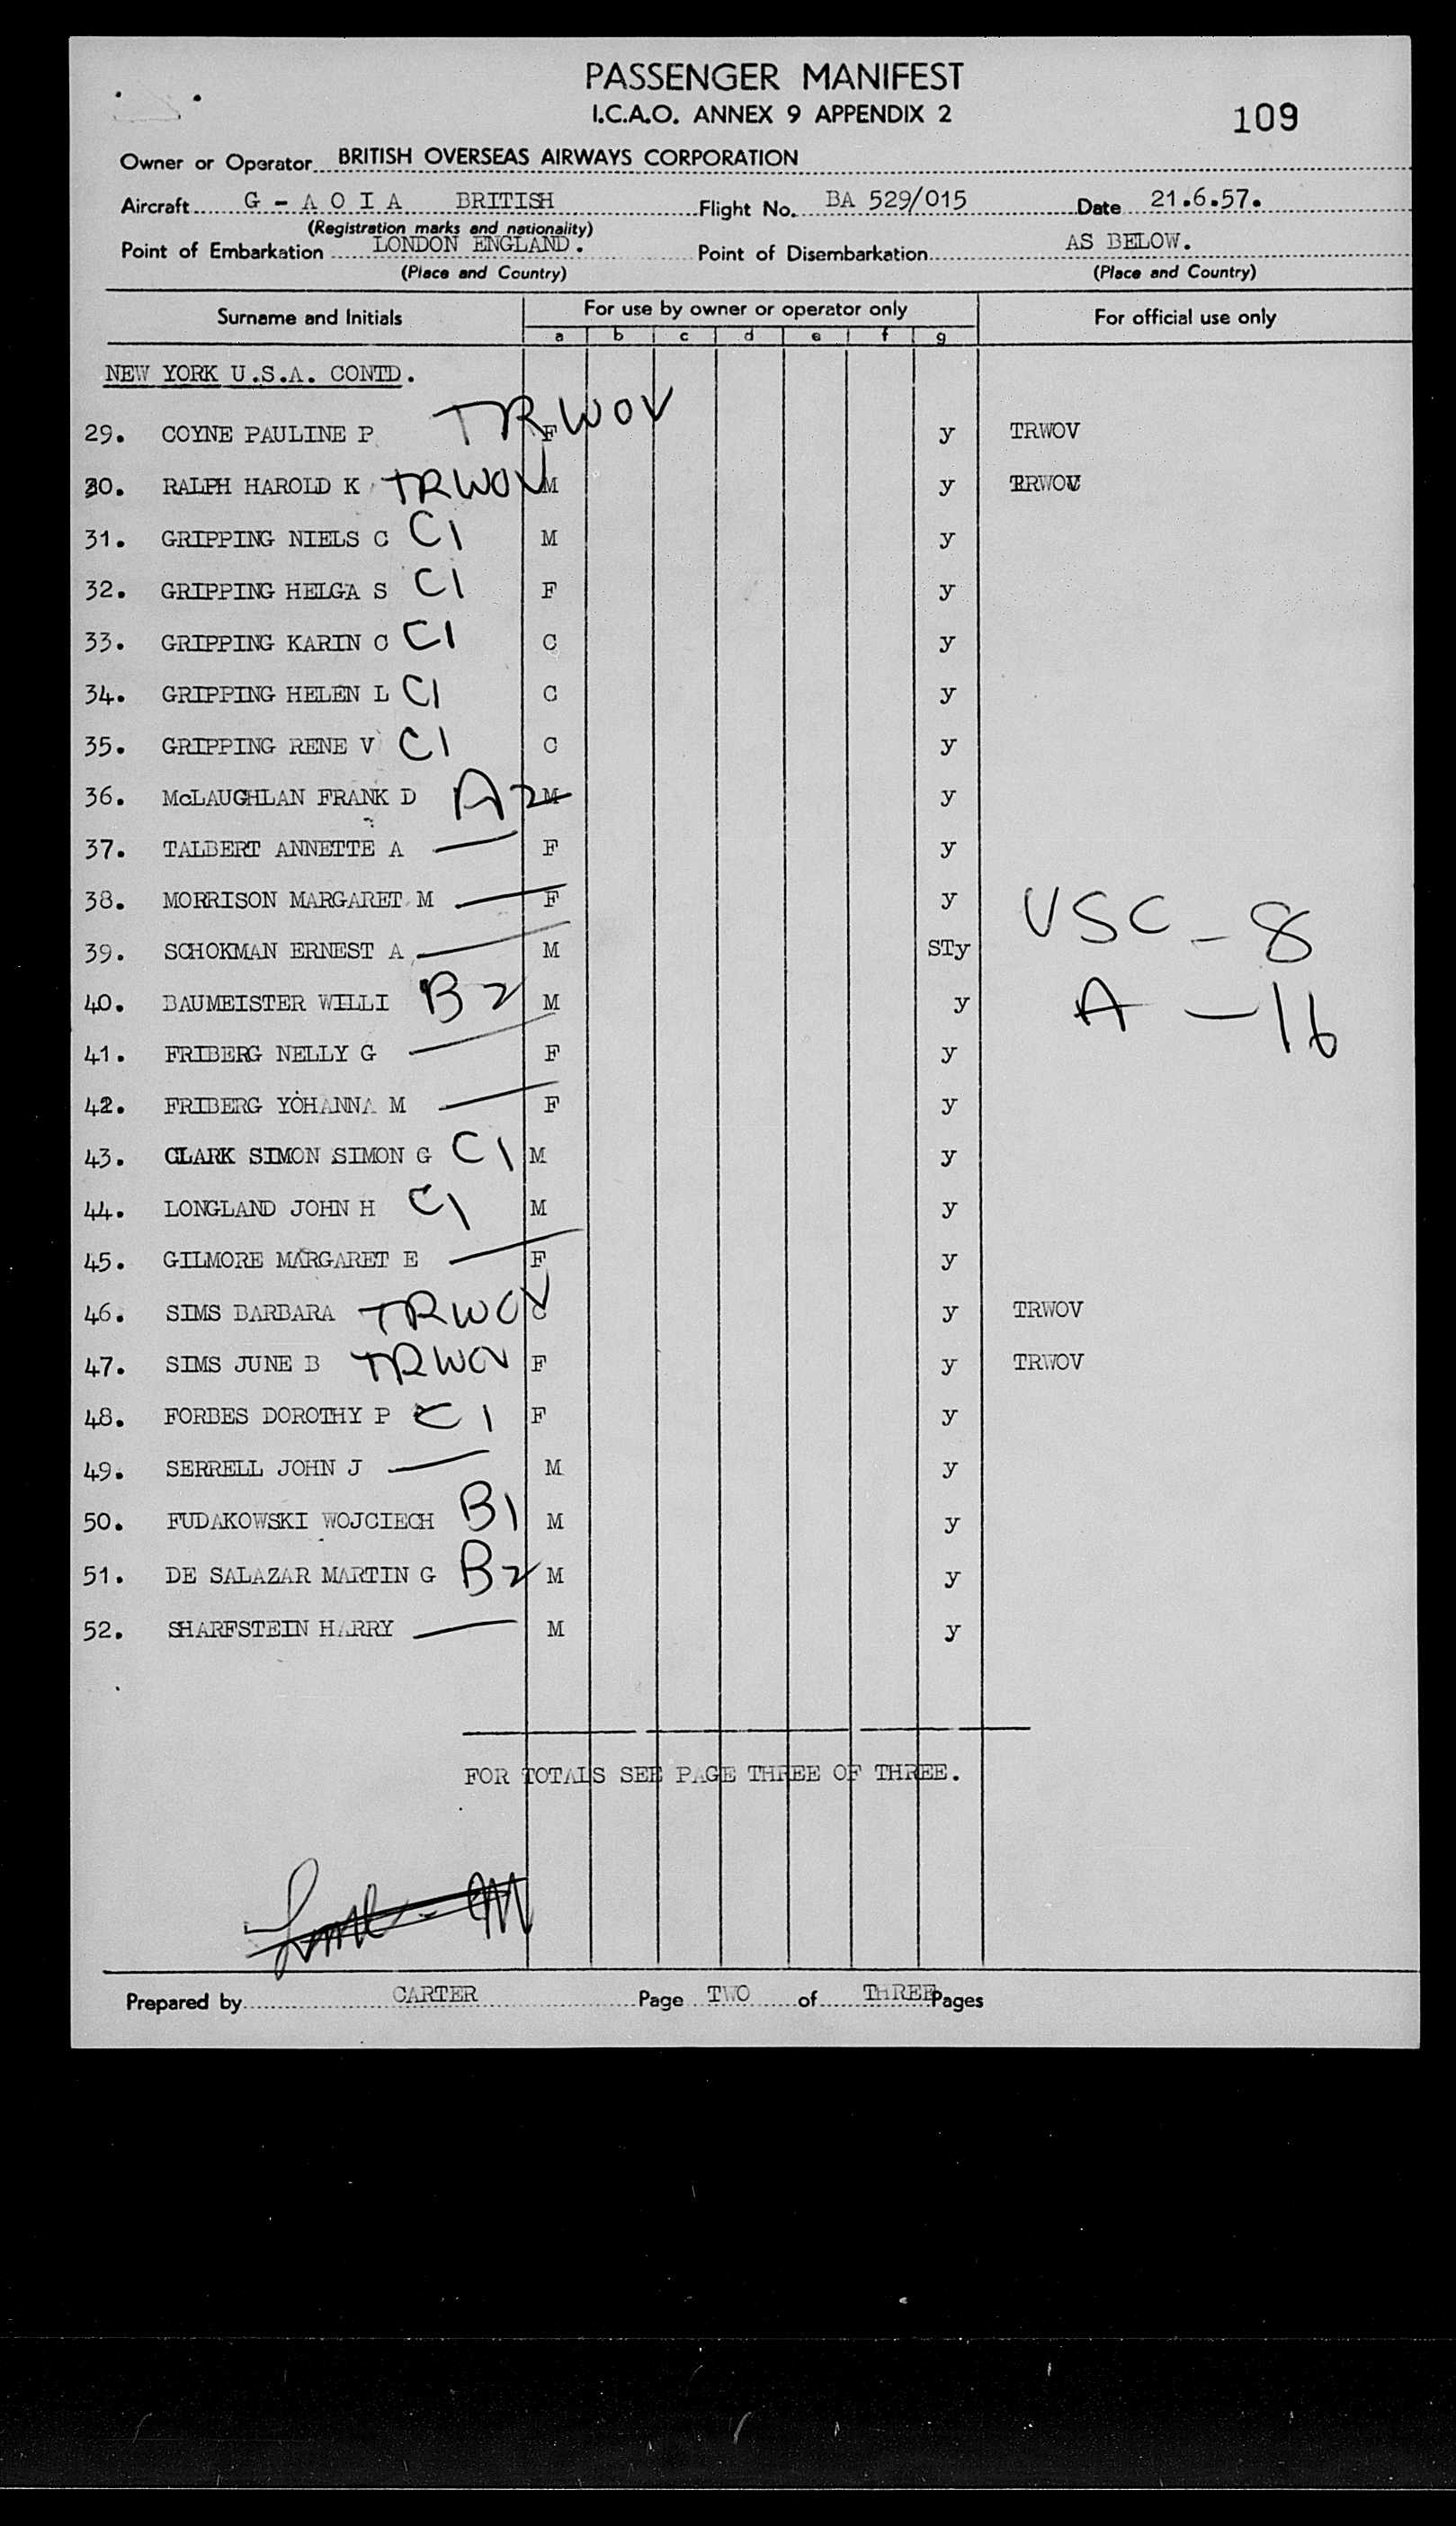 PASSENGER MANIFEST
I.C.A.O. ANNEX 9 APPENDIX 2
109
Owner or Operator BRITISH OVERSEAS AIRWAYS CORPORATION
Aircraft G - A O I A BRITISH Flight No. BA 529/015 Date 21.6.57.
(Registration marks and nationality)
Point of Embarkation LONDON ENGLAND. Point of Disembarkation AS BELOW.
(Place and Country) (Place and Country)
Surname and Initials For use by owner or operator only For official use only
a b c d e f g
NEW YORK U.S.A. CONTD.
29. COYNE PAULINE P TRWOV F y TRWOV
30. RALPH HAROLD K TRWOV M y TRWOV
31. GRIPPING NIELS C C1 M y
32. GRIPPING HELGA S C1 F y
33. GRIPPING KARIN C C1 C y
34. GRIPPING HELEN L C1 C y
35. GRIPPING RENE V C1 C y
36. McLAUGHLAN FRANK D A2 M y
37. TALBERT ANNETTE A — F y
38. MORRISON MARGARET M — F y
USC - 8
39. SCHOKMAN ERNEST A — M STy
40. BAUMEISTER WILLI B2 M y
A - 16
41. FRIBERG NELLY G — F y
42. FRIBERG YOHANNA M — F y
43. CLARK SIMON SIMON G C1 M y
44. LONGLAND JOHN H C1 M y
45. GILMORE MARGARET E — F y
46. SIMS BARBARA TRWOV C y TRWOV
47. SIMS JUNE B TRWOV F y TRWOV
48. FORBES DOROTHY P C1 F y
49. SERRELL JOHN J — M y
50. FUDAKOWSKI WOJCIECH B1 M y
51. DE SALAZAR MARTIN G B2 M y
52. SHARFSTEIN HARRY — M y
FOR TOTALS SEE PAGE THREE OF THREE.
Prepared by CARTER Page TWO of THREE Pages